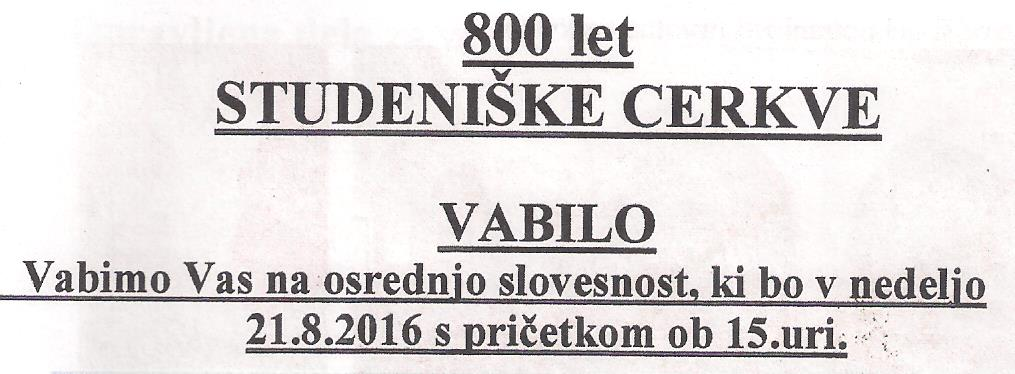 800 let
STUDENIŠKE CERKVE
VABILO
Vabimo Vas na osrednjo slovesnost, ki bo v nedeljo
21.8.2016 s pričetkom ob 15.uri.